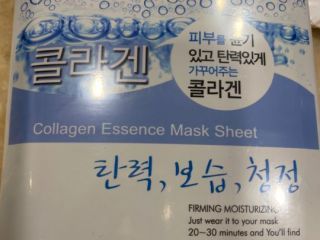 피부를 윤기
있고 탄력있게
가꾸어주는
콜라겐
콜라겐
Collagen Essence Mask Sheet
탄력, 보습, 청정
FIRMING MOISTURIZING
Just wear it to your mask
20~30 minutes and You'll find